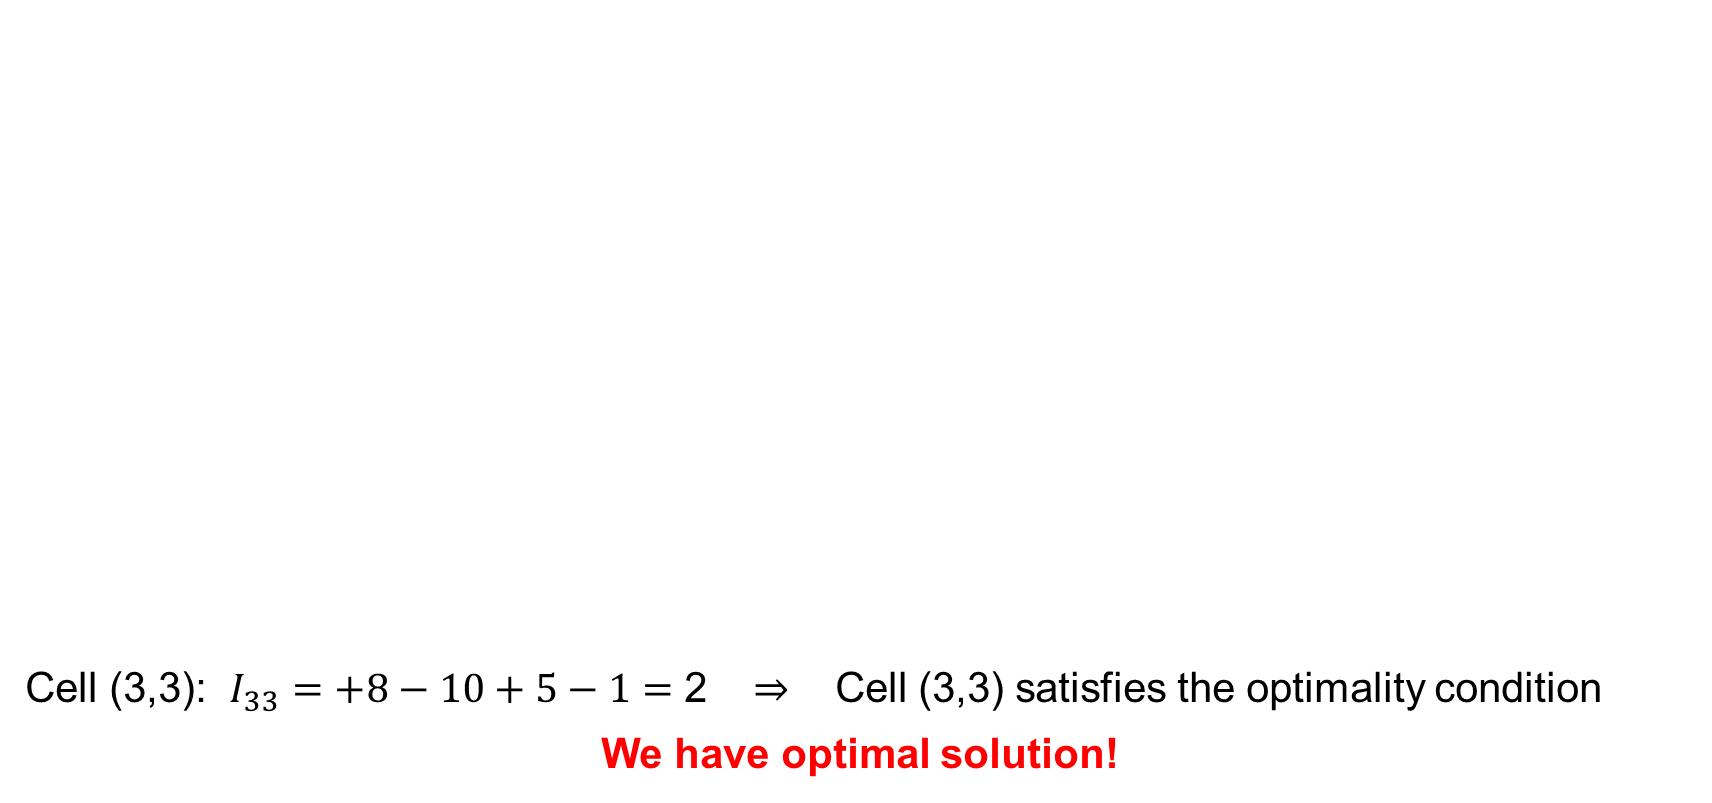 Cell (3,3): I₃₃ = +8 − 10 + 5 − 1 = 2 ⇒ Cell (3,3) satisfies the optimality condition
We have optimal solution!